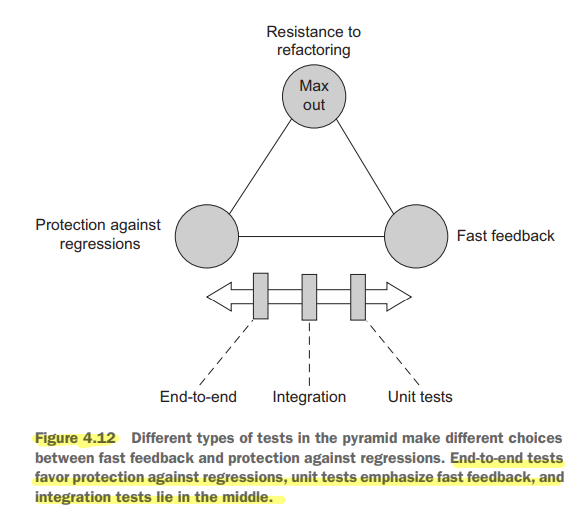 Resistance to
refactoring
Max
out
Protection against
regressions
Fast feedback
End-to-end
Integration
Unit tests
Figure 4.12 Different types of tests in the pyramid make different choices
between fast feedback and protection against regressions. End-to-end tests
favor protection against regressions, unit tests emphasize fast feedback, and
integration tests lie in the middle.